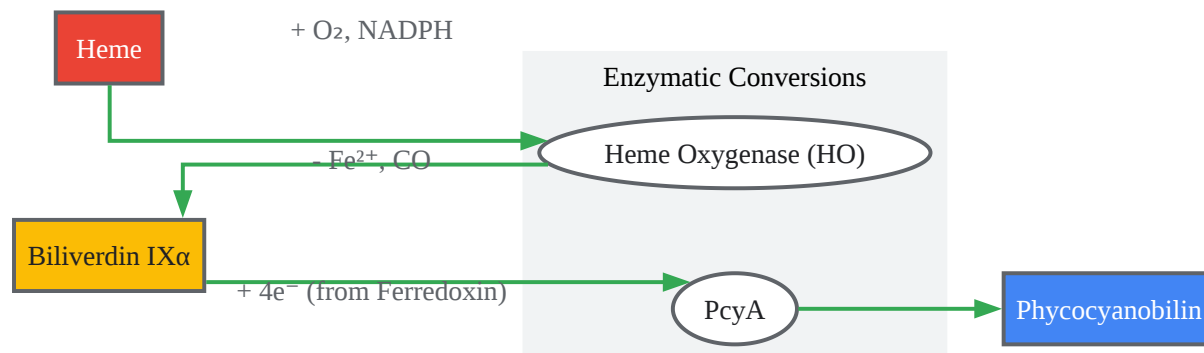 + O₂, NADPH
Heme
Enzymatic Conversions
Heme Oxygenase (HO)
- Fe²⁺, CO
Biliverdin IXα
+ 4e⁻ (from Ferredoxin)
PcyA
Phycocyanobilin